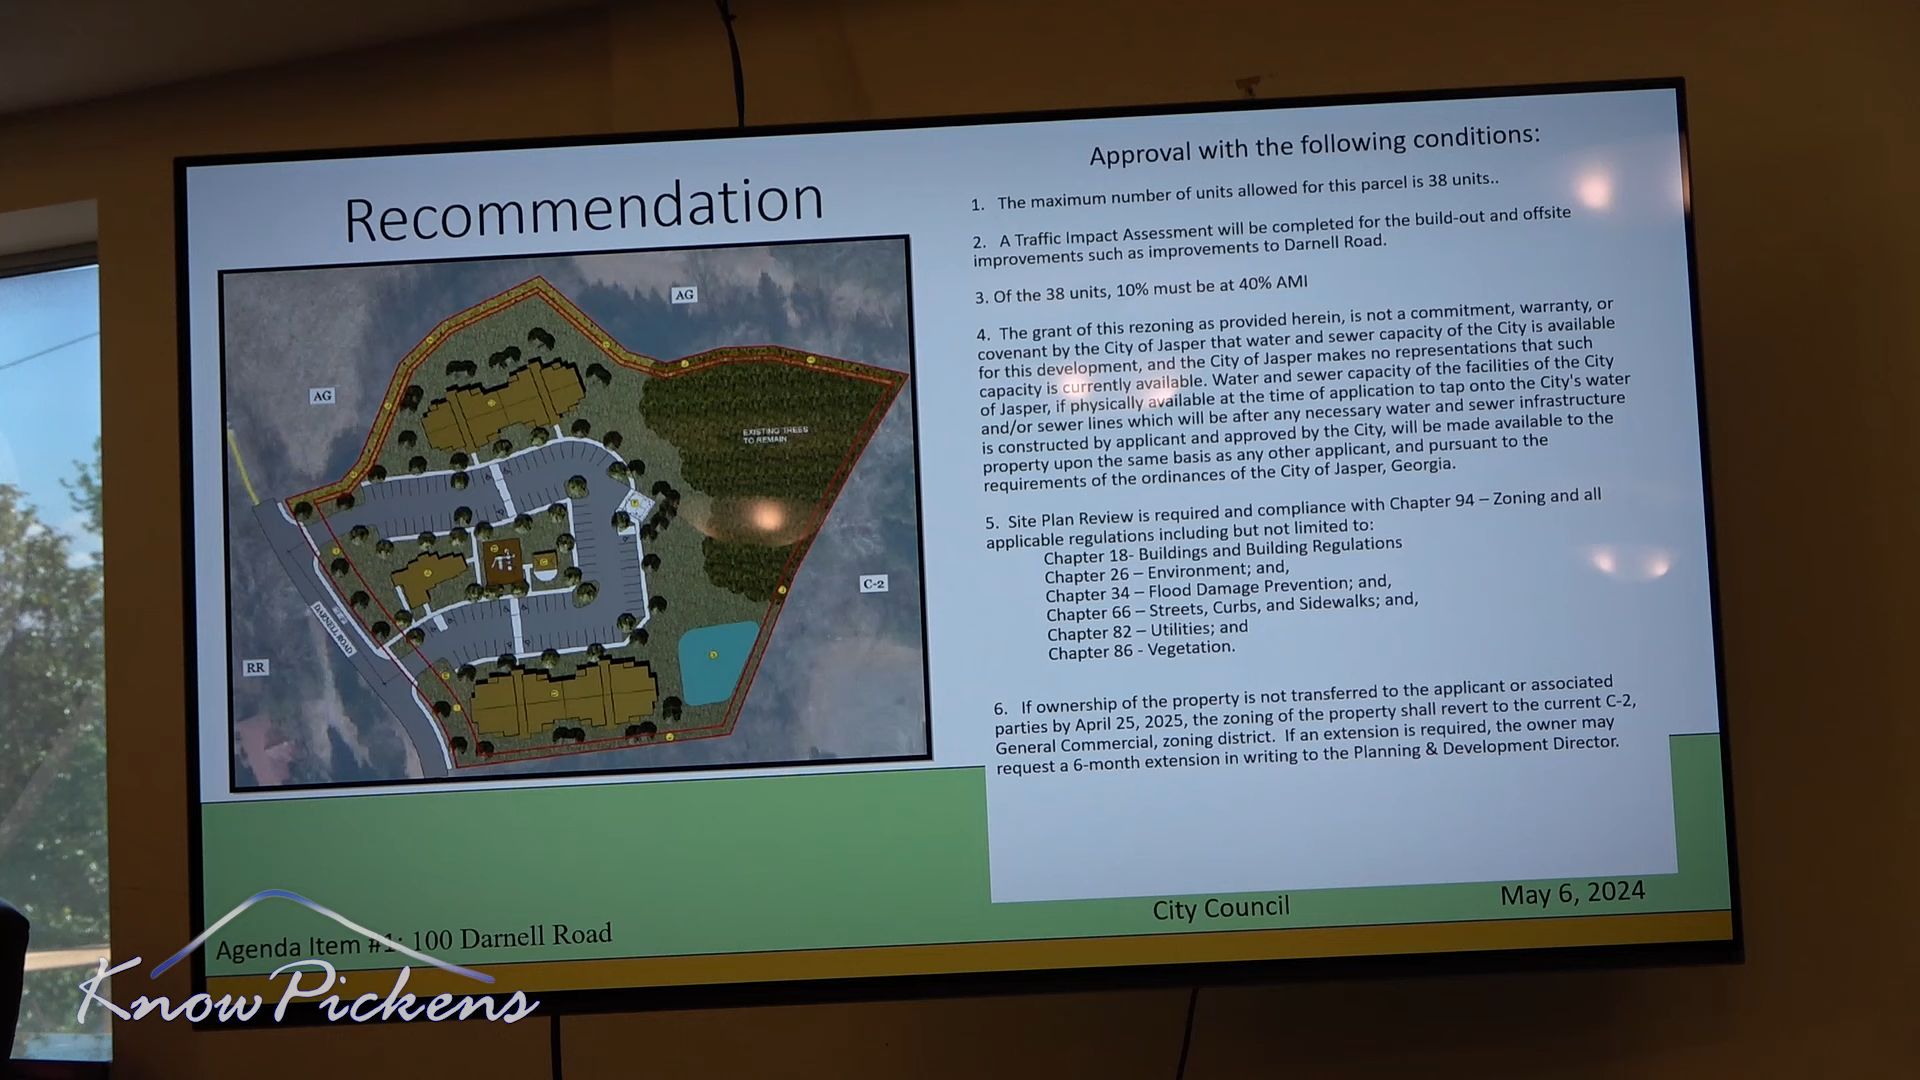 Recommendation
AG
AG
EXISTING TREES
TO REMAIN
C-2
DARNELL ROAD
RR
Approval with the following conditions:
1. The maximum number of units allowed for this parcel is 38 units..
2. A Traffic Impact Assessment will be completed for the build-out and offsite
improvements such as improvements to Darnell Road.
3. Of the 38 units, 10% must be at 40% AMI
4. The grant of this rezoning as provided herein, is not a commitment, warranty, or
covenant by the City of Jasper that water and sewer capacity of the City is available
for this development, and the City of Jasper makes no representations that such
capacity is currently available. Water and sewer capacity of the facilities of the City
of Jasper, if physically available at the time of application to tap onto the City's water
and/or sewer lines which will be after any necessary water and sewer infrastructure
is constructed by applicant and approved by the City, will be made available to the
property upon the same basis as any other applicant, and pursuant to the
requirements of the ordinances of the City of Jasper, Georgia.
5. Site Plan Review is required and compliance with Chapter 94 – Zoning and all
applicable regulations including but not limited to:
Chapter 18- Buildings and Building Regulations
Chapter 26 – Environment; and,
Chapter 34 – Flood Damage Prevention; and,
Chapter 66 – Streets, Curbs, and Sidewalks; and,
Chapter 82 – Utilities; and
Chapter 86 - Vegetation.
6. If ownership of the property is not transferred to the applicant or associated
parties by April 25, 2025, the zoning of the property shall revert to the current C-2,
General Commercial, zoning district. If an extension is required, the owner may
request a 6-month extension in writing to the Planning & Development Director.
Agenda Item #1: 100 Darnell Road
City Council
May 6, 2024
KnowPickens